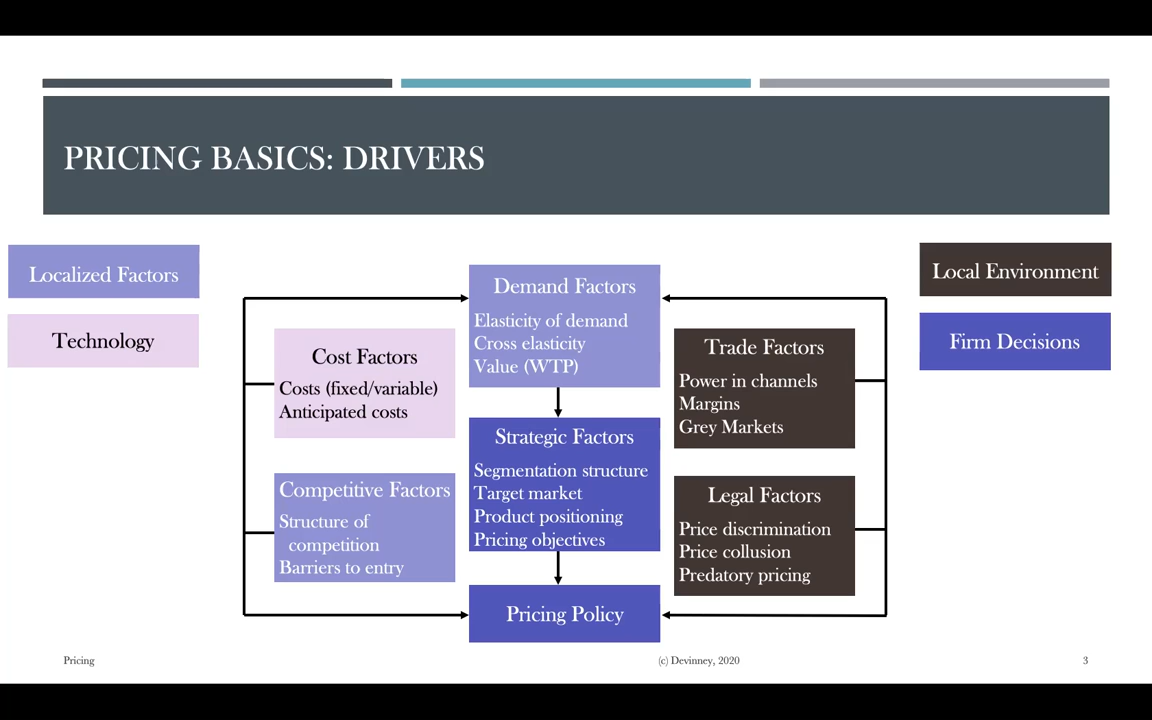 PRICING BASICS: DRIVERS
Localized Factors
Technology
Local Environment
Firm Decisions
Demand Factors
Elasticity of demand
Cross elasticity
Value (WTP)
Cost Factors
Costs (fixed/variable)
Anticipated costs
Trade Factors
Power in channels
Margins
Grey Markets
Strategic Factors
Segmentation structure
Target market
Product positioning
Pricing objectives
Competitive Factors
Structure of
competition
Barriers to entry
Legal Factors
Price discrimination
Price collusion
Predatory pricing
Pricing Policy
Pricing
(c) Devinney, 2020
3